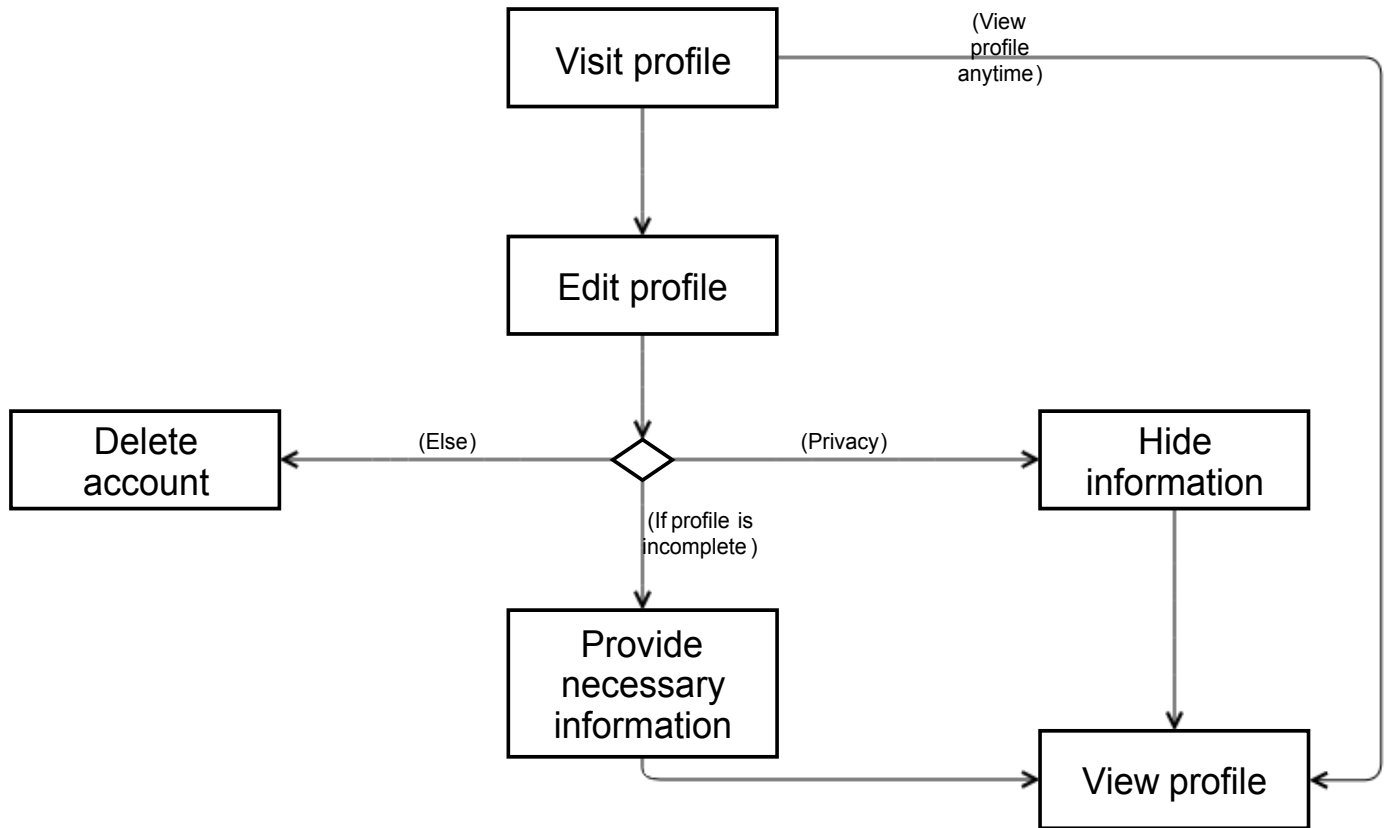 Visit profile
(View
profile
anytime)
Edit profile
Delete
account
(Else)
(Privacy)
Hide
information
(If profile is
incomplete)
Provide
necessary
information
View profile